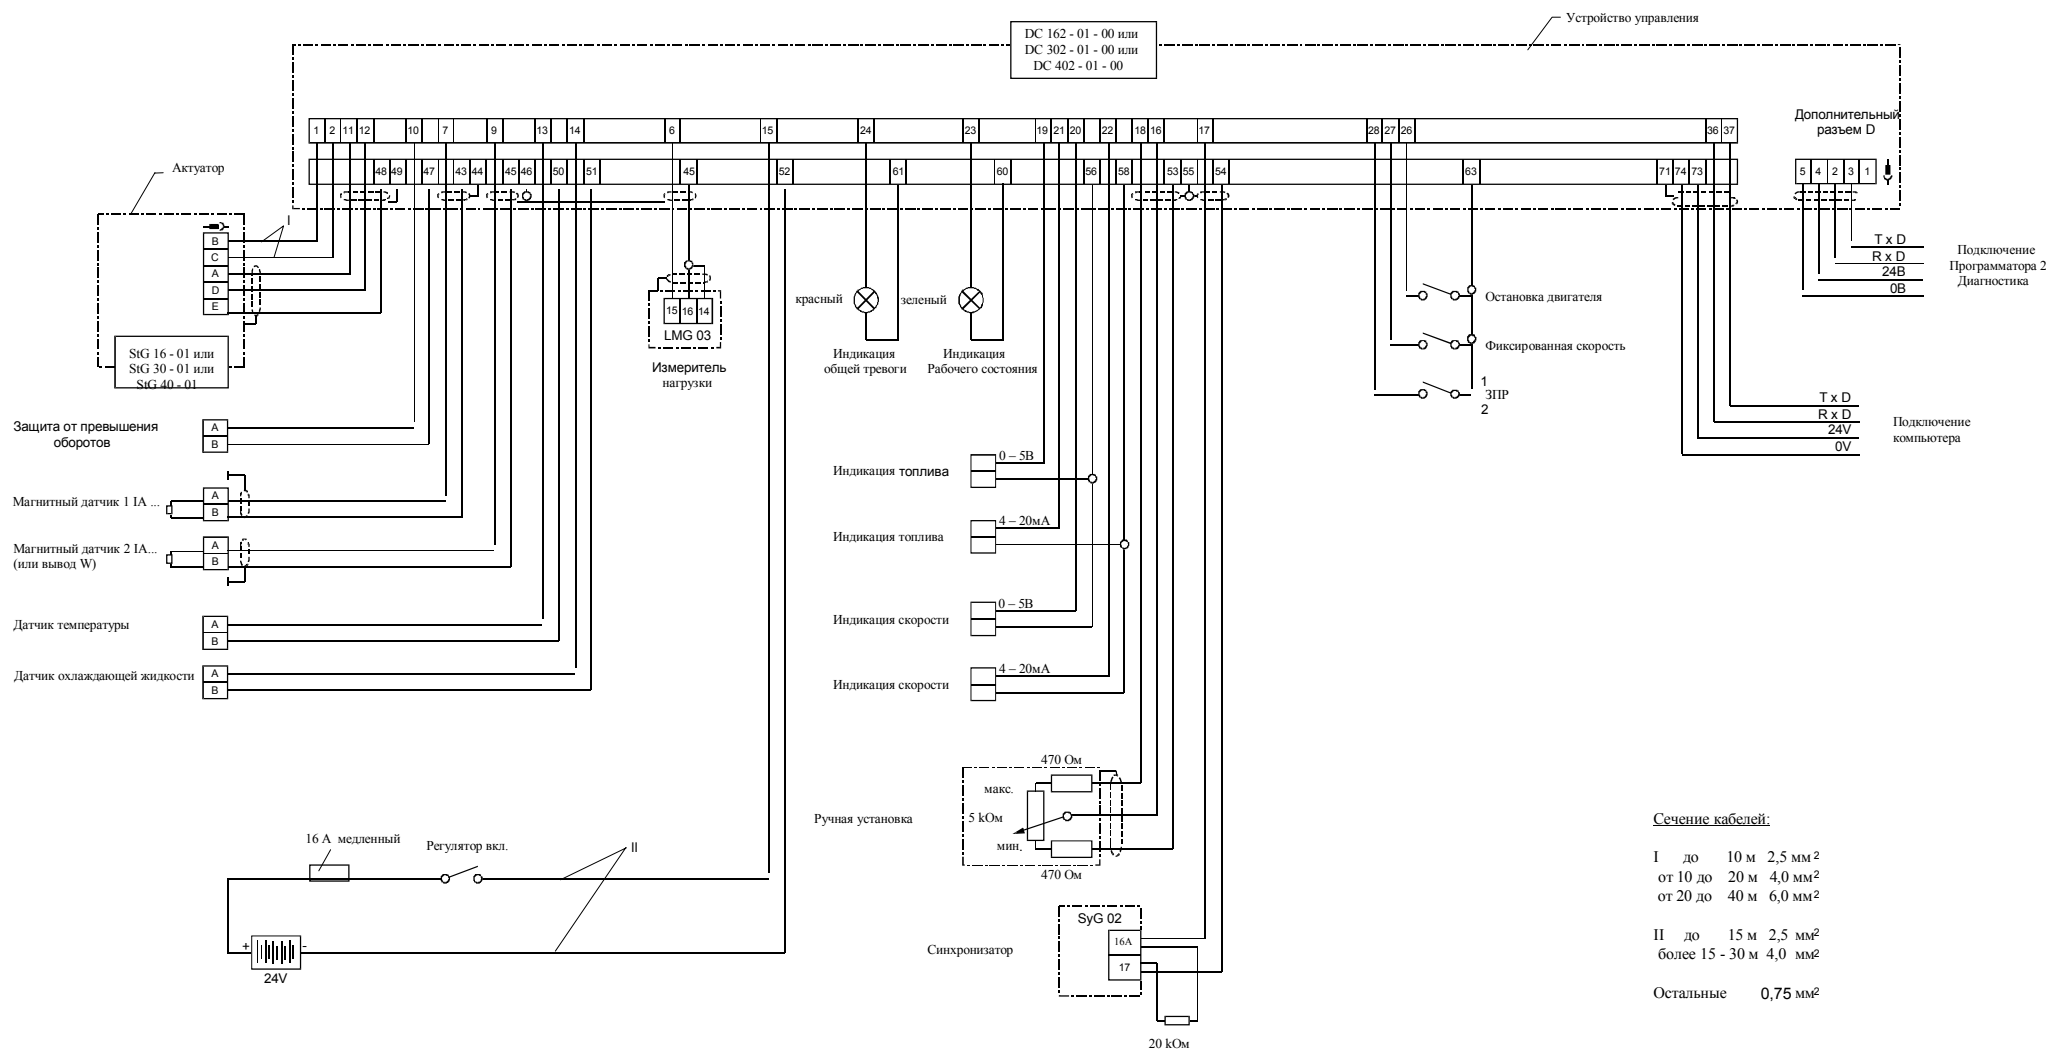 Устройство управления
DC 162 - 01 - 00 или
DC 302 - 01 - 00 или
DC 402 - 01 - 00
1 2 11 12 10 7 9 13 14 6 15 24 23 19 21 20 22 18 16 17 28 27 26 36 37
48 49 47 43 44 45 46 50 51 45 52 61 60 56 58 53 55 54 63 71 74 73
Дополнительный
разъем D
5 4 2 3 1
Актуатор
I
B
C
A
D
E
StG 16 - 01 или
StG 30 - 01 или
StG 40 - 01
15 16 14
LMG 03
Измеритель
нагрузки
красный
Индикация
общей тревоги
зеленый
Индикация
Рабочего состояния
Остановка двигателя
Фиксированная скорость
1
ЗПР
2
T x D
R x D
24В
0В
Подключение
Программатора 2
Диагностика
T x D
R x D
24V
0V
Подключение
компьютера
Защита от превышения
оборотов
A
B
Магнитный датчик 1 IA ...
A
B
Магнитный датчик 2 IA...
(или вывод W)
A
B
Датчик температуры
A
B
Датчик охлаждающей жидкости
A
B
Индикация топлива
0 – 5В
Индикация топлива
4 – 20мА
Индикация скорости
0 – 5В
Индикация скорости
4 – 20мА
470 Ом
макс.
Ручная установка
5 kОм
мин.
470 Ом
16 А медленный
Регулятор вкл.
II
+
-
24V
SyG 02
Синхронизатор
16A
17
20 kОм
Сечение кабелей:
I до 10 м 2,5 мм²
от 10 до 20 м 4,0 мм²
от 20 до 40 м 6,0 мм²
II до 15 м 2,5 мм²
более 15 - 30 м 4,0 мм²
Остальные 0,75 мм²